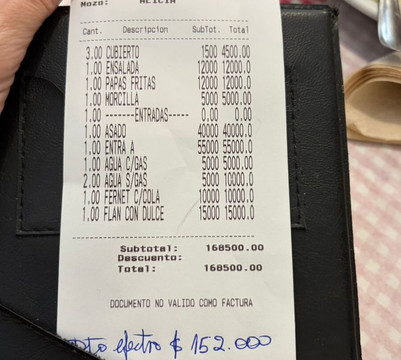 Mozo: ALICIA
Cant. Descripcion SubTot. Total
3.00 CUBIERTO 1500 4500.00
1.00 ENSALADA 12000 12000.0
1.00 PAPAS FRITAS 12000 12000.0
1.00 MORCILLA 5000 5000.00
1.00 -------ENTRADAS----- 0.00 0.00
1.00 ASADO 40000 40000.0
1.00 ENTRA A 55000 55000.0
1.00 AGUA C/GAS 5000 5000.00
2.00 AGUA S/GAS 5000 10000.0
1.00 FERNET C/COLA 10000 10000.0
1.00 FLAN CON DULCE 15000 15000.0
Subtotal: 168500.00
Descuento:
Total: 168500.00
DOCUMENTO NO VALIDO COMO FACTURA
efectivo $ 152.000